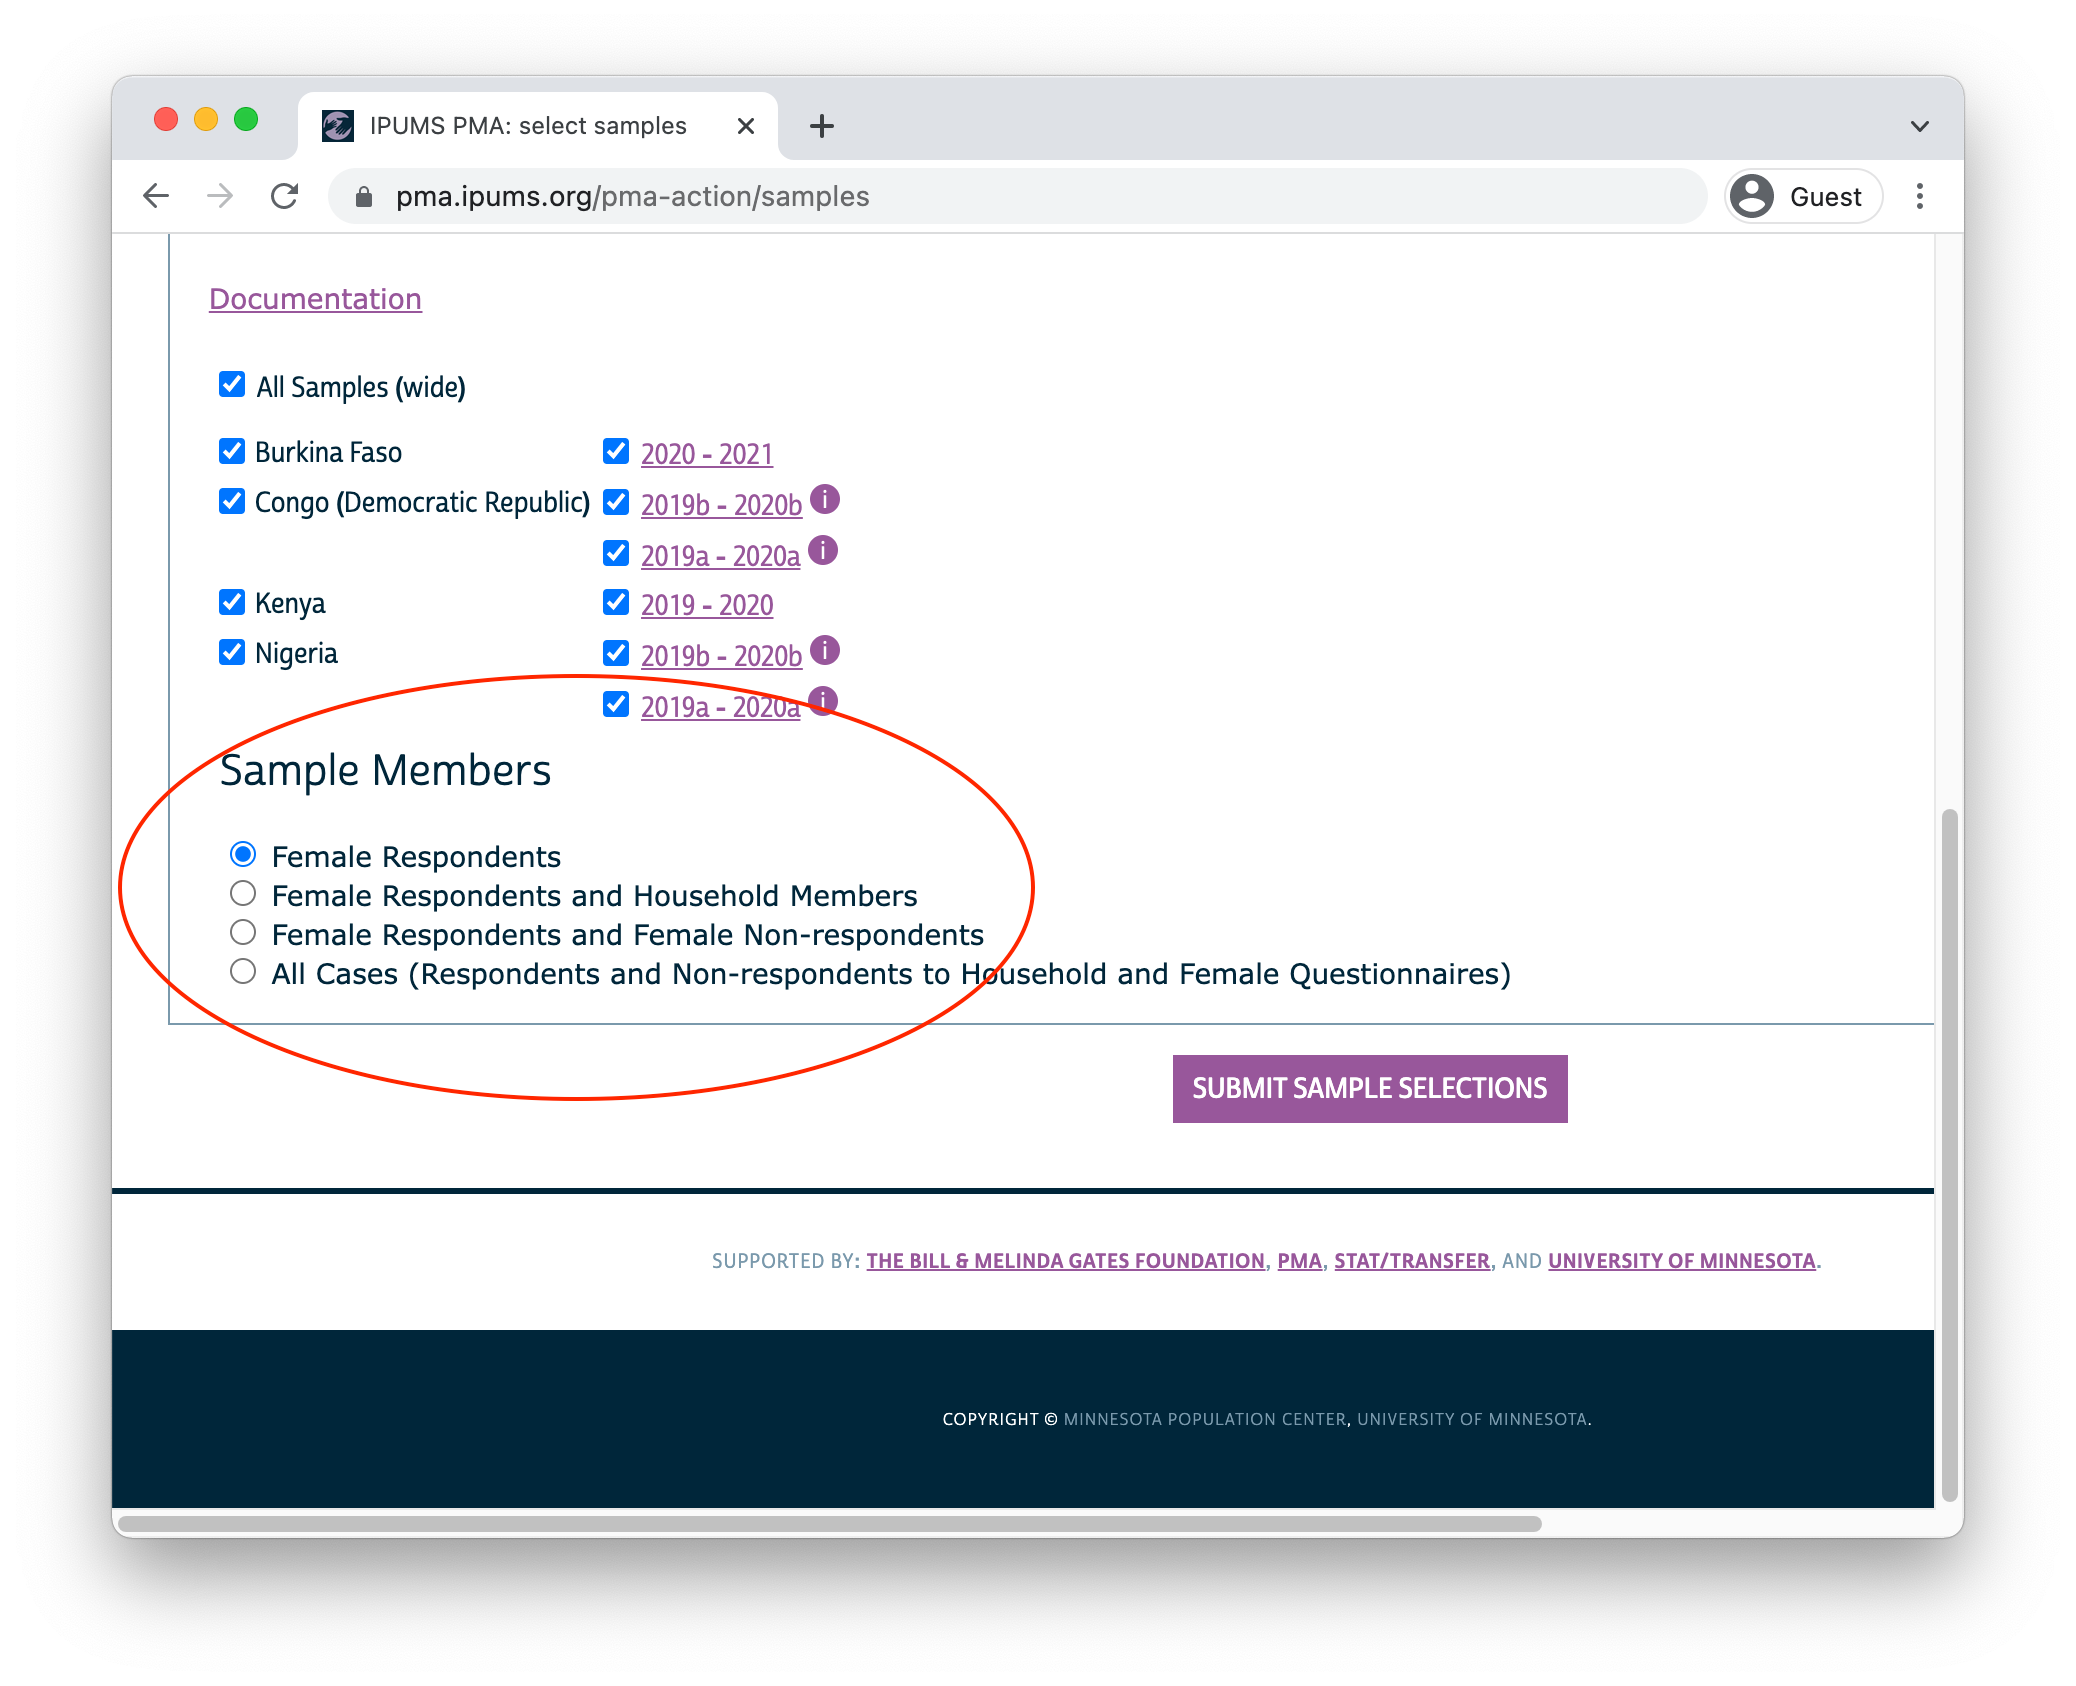 IPUMS PMA: select samples
pma.ipums.org/pma-action/samples
Guest
Documentation
All Samples (wide)
Burkina Faso 2020 - 2021
Congo (Democratic Republic) 2019b - 2020b i
2019a - 2020a i
Kenya 2019 - 2020
Nigeria 2019b - 2020b i
2019a - 2020a i
Sample Members
Female Respondents
Female Respondents and Household Members
Female Respondents and Female Non-respondents
All Cases (Respondents and Non-respondents to Household and Female Questionnaires)
SUBMIT SAMPLE SELECTIONS
SUPPORTED BY: THE BILL & MELINDA GATES FOUNDATION, PMA, STAT/TRANSFER, AND UNIVERSITY OF MINNESOTA.
COPYRIGHT © MINNESOTA POPULATION CENTER, UNIVERSITY OF MINNESOTA.